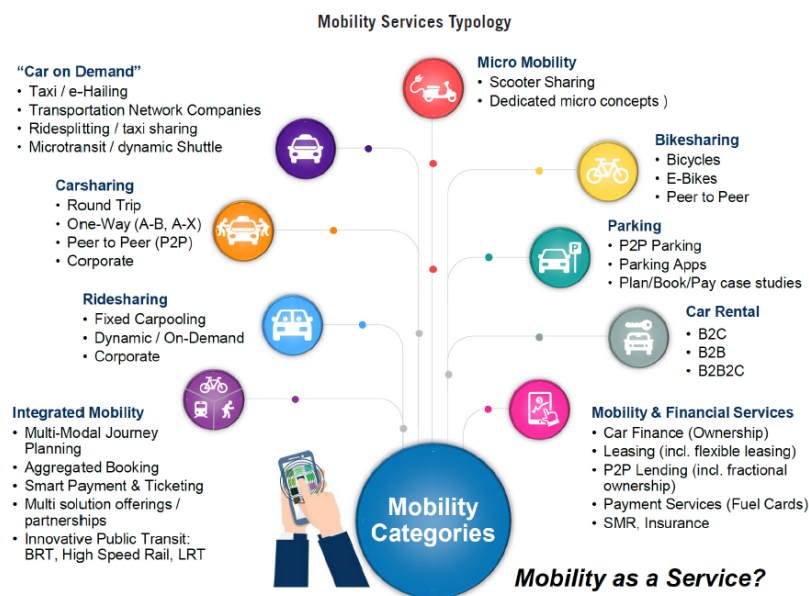 Mobility Services Typology
“Car on Demand”
• Taxi / e-Hailing
• Transportation Network Companies
• Ridesplitting / taxi sharing
• Microtransit / dynamic Shuttle
Micro Mobility
• Scooter Sharing
• Dedicated micro concepts )
Bikesharing
• Bicycles
• E-Bikes
• Peer to Peer
Carsharing
• Round Trip
• One-Way (A-B, A-X)
• Peer to Peer (P2P)
• Corporate
Parking
• P2P Parking
• Parking Apps
• Plan/Book/Pay case studies
P
Ridesharing
• Fixed Carpooling
• Dynamic / On-Demand
• Corporate
Car Rental
• B2C
• B2B
• B2B2C
Integrated Mobility
• Multi-Modal Journey
Planning
• Aggregated Booking
• Smart Payment & Ticketing
• Multi solution offerings /
partnerships
• Innovative Public Transit:
BRT, High Speed Rail, LRT
Mobility & Financial Services
• Car Finance (Ownership)
• Leasing (incl. flexible leasing)
• P2P Lending (incl. fractional
ownership)
• Payment Services (Fuel Cards)
• SMR, Insurance
Mobility
Categories
Mobility as a Service?